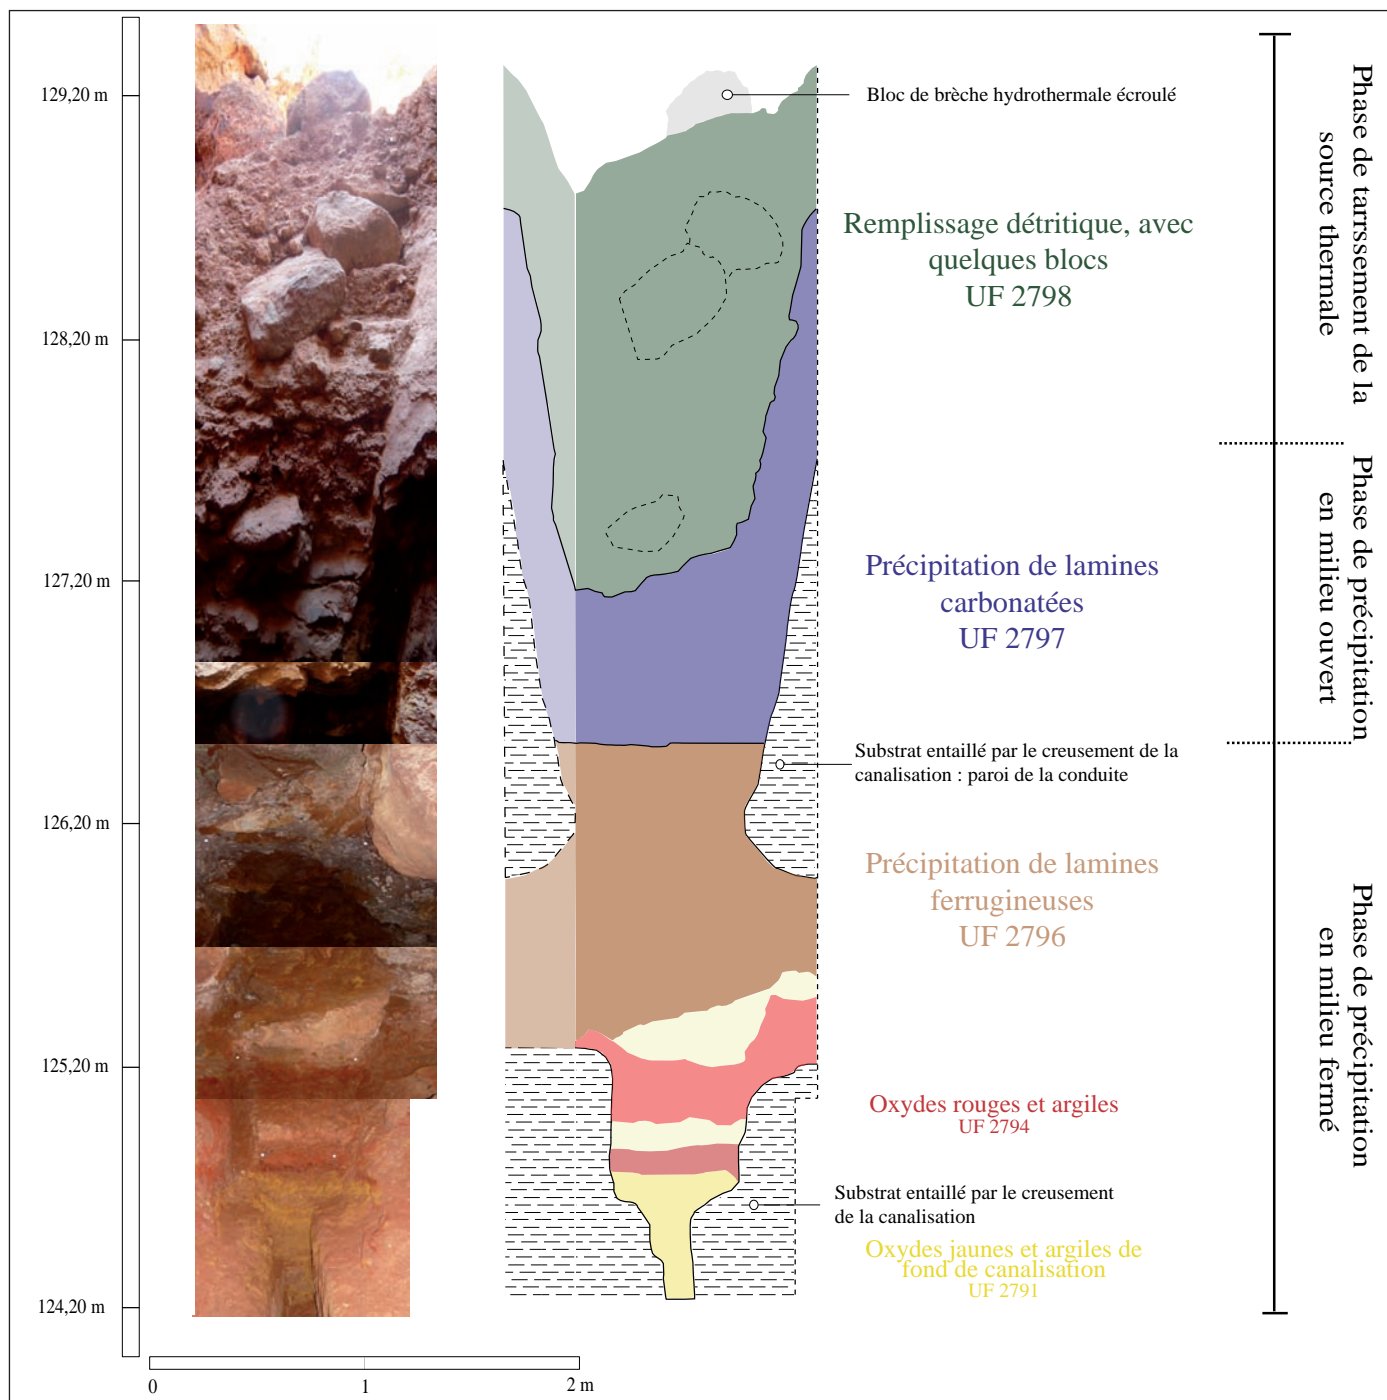 129,20 m
128,20 m
127,20 m
126,20 m
125,20 m
124,20 m
0
1
2 m
Bloc de brèche hydrothermale écroulé
Remplissage détritique, avec
quelques blocs
UF 2798
Précipitation de lamines
carbonatées
UF 2797
Substrat entaillé par le creusement de la
canalisation : paroi de la conduite
Précipitation de lamines
ferrugineuses
UF 2796
Oxydes rouges et argiles
UF 2794
Substrat entaillé par le creusement
de la canalisation
Oxydes jaunes et argiles de
fond de canalisation
UF 2791
Phase de tarrssement de la
source thermale
Phase de précipitation
en milieu ouvert
Phase de précipitation
en milieu fermé